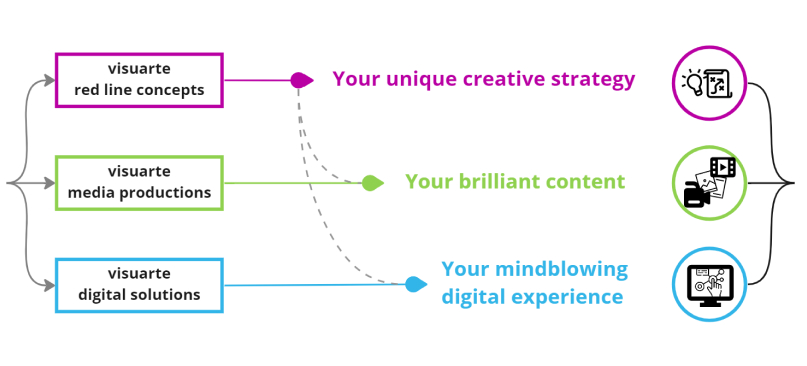 visuarte
red line concepts
Your unique creative strategy
visuarte
media productions
Your brilliant content
visuarte
digital solutions
Your mindblowing
digital experience